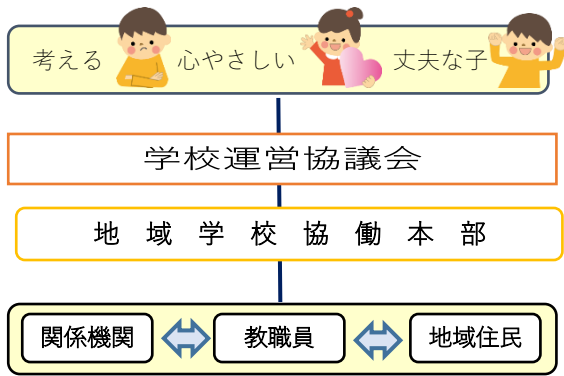 考える 心やさしい 丈夫な子
学校運営協議会
地域学校協働本部
関係機関 教職員 地域住民